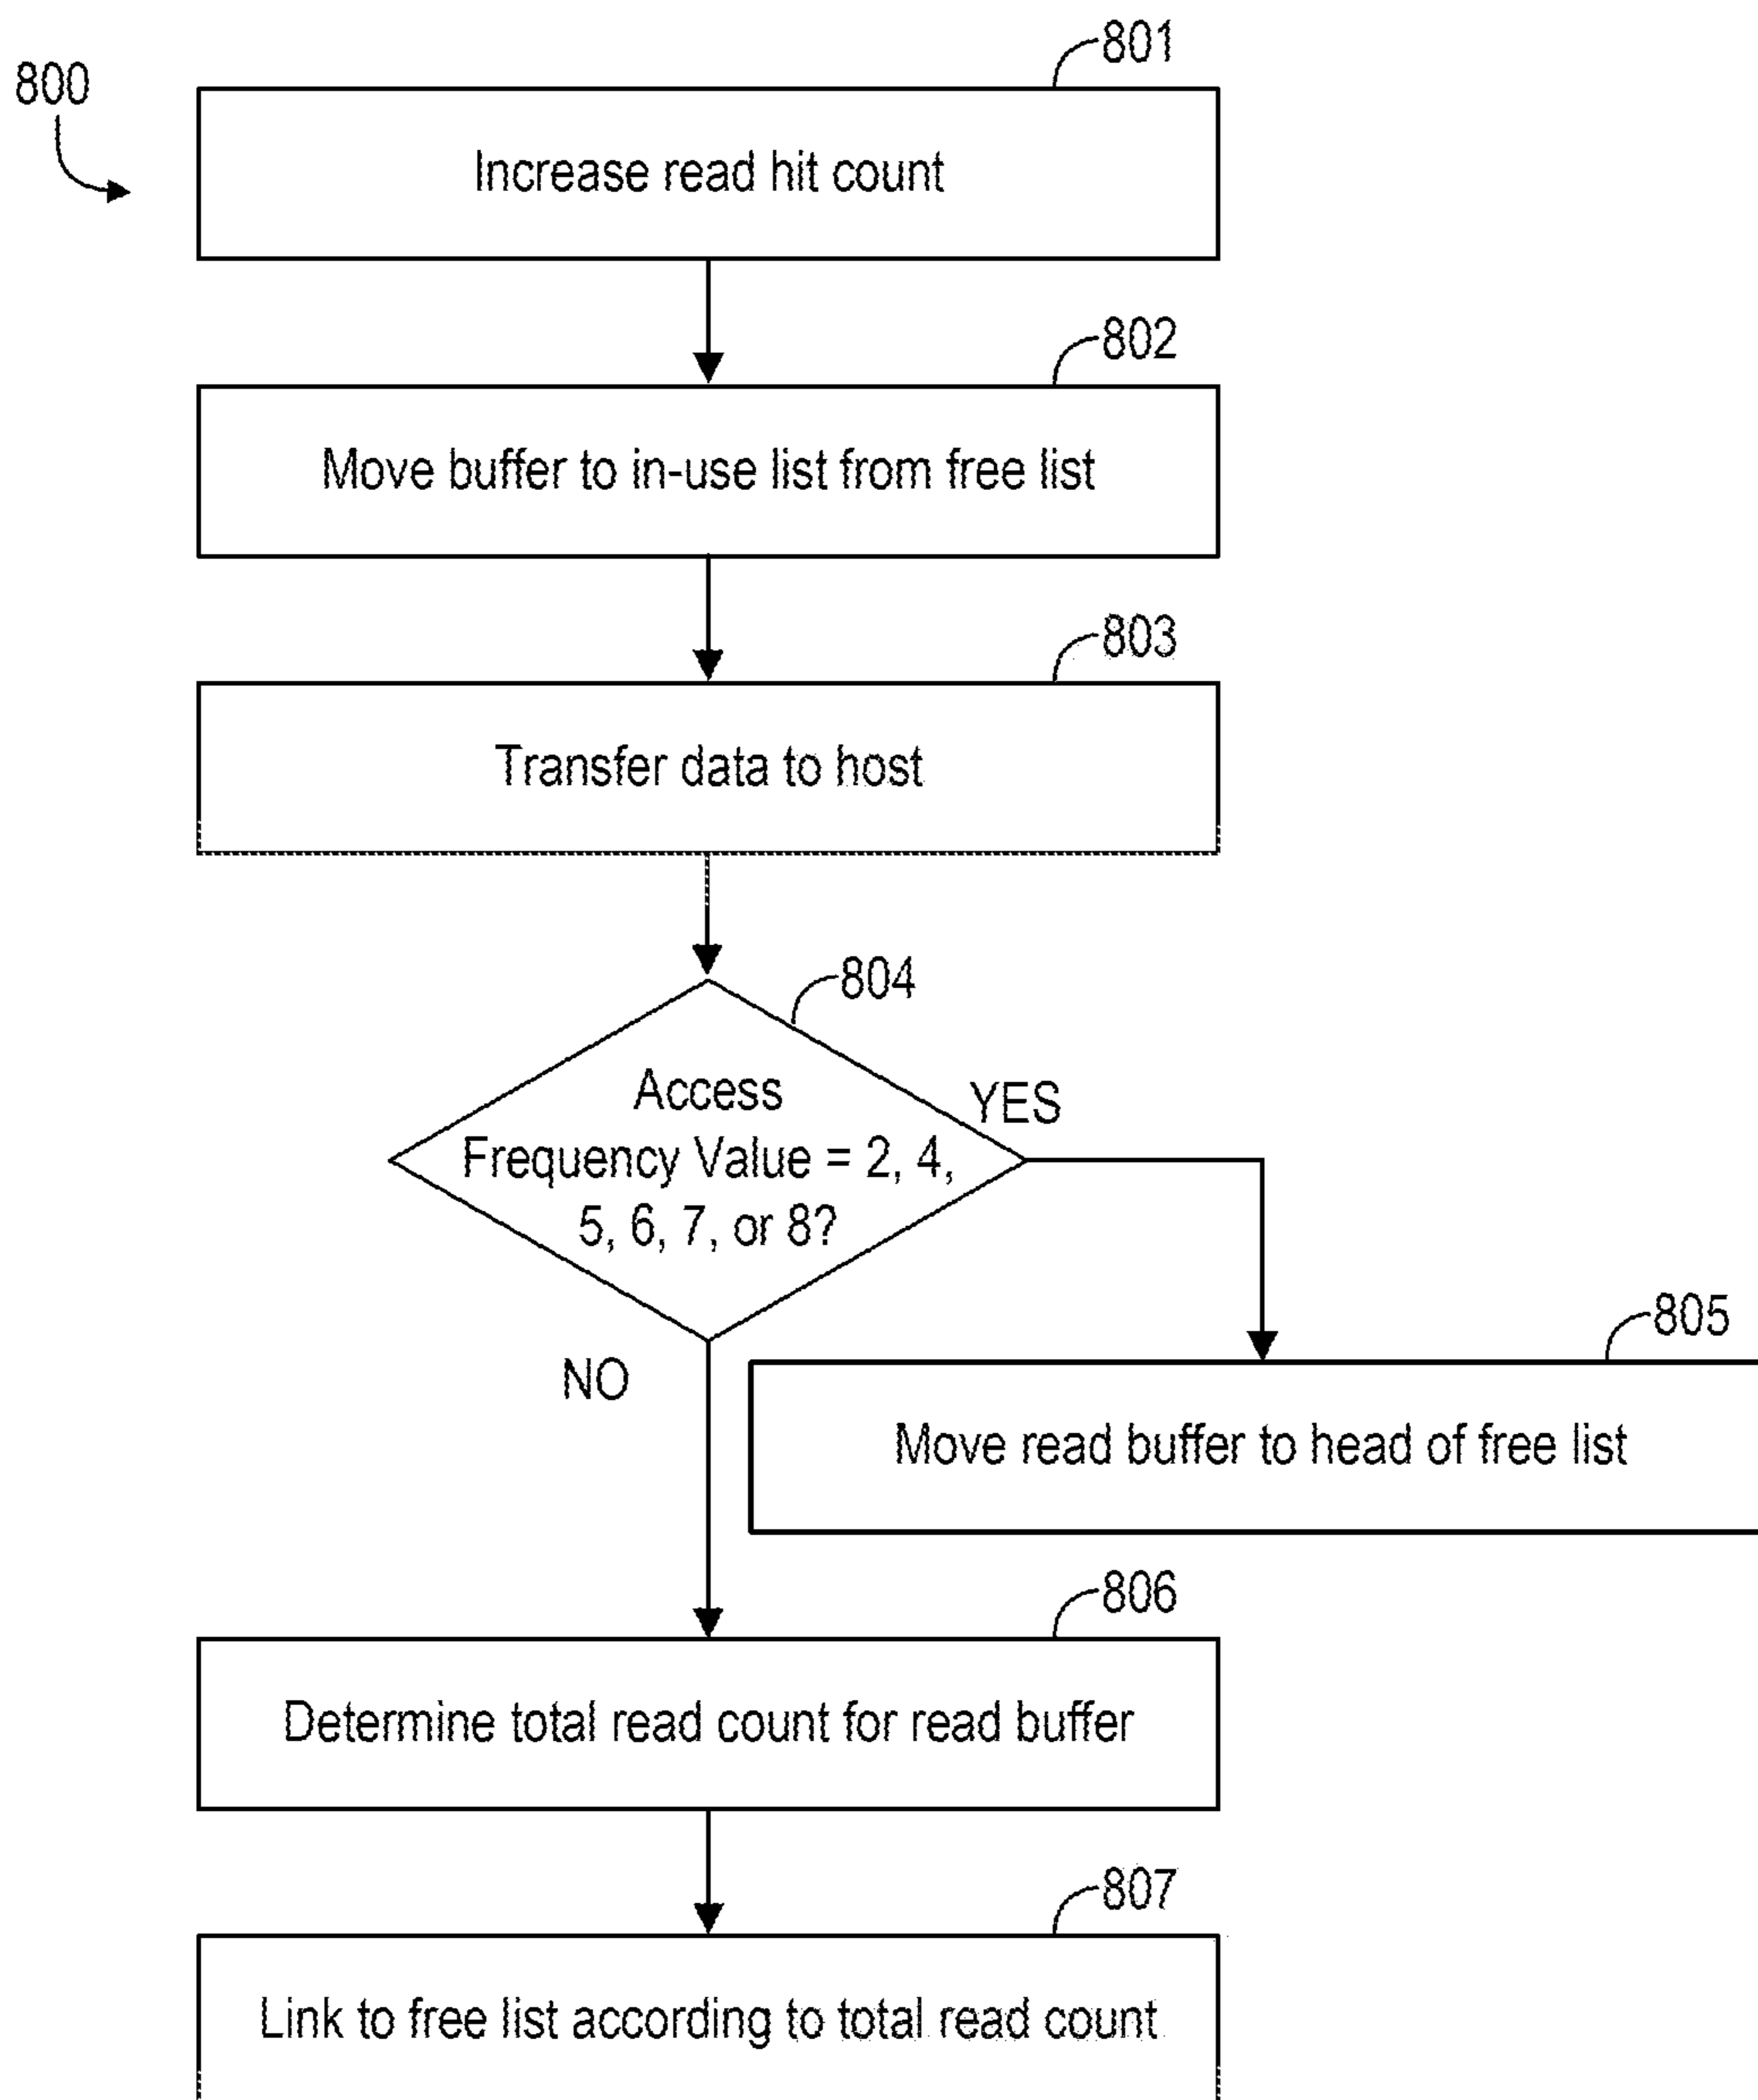 801
800
Increase read hit count
802
Move buffer to in-use list from free list
803
Transfer data to host
804
Access
Frequency Value = 2, 4,
5, 6, 7, or 8?
YES
805
NO
Move read buffer to head of free list
806
Determine total read count for read buffer
807
Link to free list according to total read count